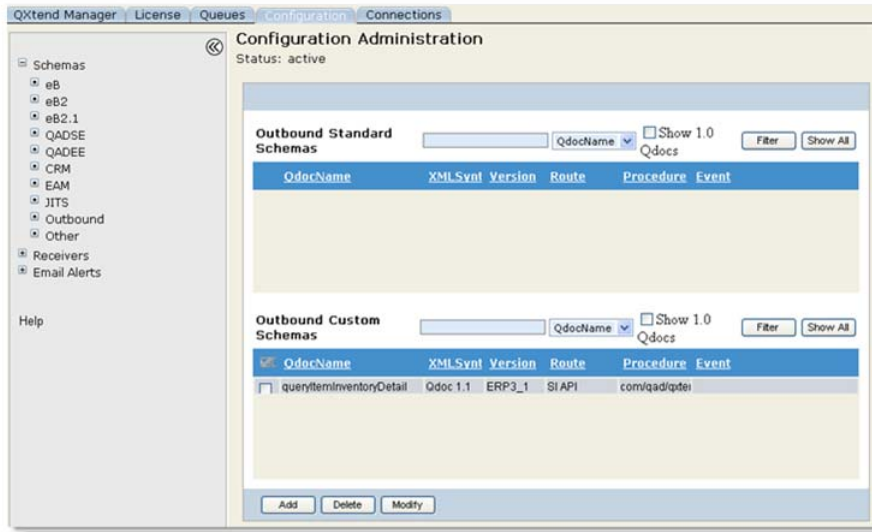 QXtend Manager License Queues Configuration Connections
Configuration Administration
Status: active
Schemas
eB
eB2
eB2.1
QADSE
QADEE
CRM
EAM
JITS
Outbound
Other
Receivers
Email Alerts
Help
Outbound Standard
Schemas
QdocName
Show 1.0
Qdocs
Filter Show All
QdocName XMLSynt Version Route Procedure Event
Outbound Custom
Schemas
QdocName
Show 1.0
Qdocs
Filter Show All
QdocName XMLSynt Version Route Procedure Event
queryItemInventoryDetail Qdoc 1.1 ERP3_1 SI API com/qad/qxter
Add Delete Modify